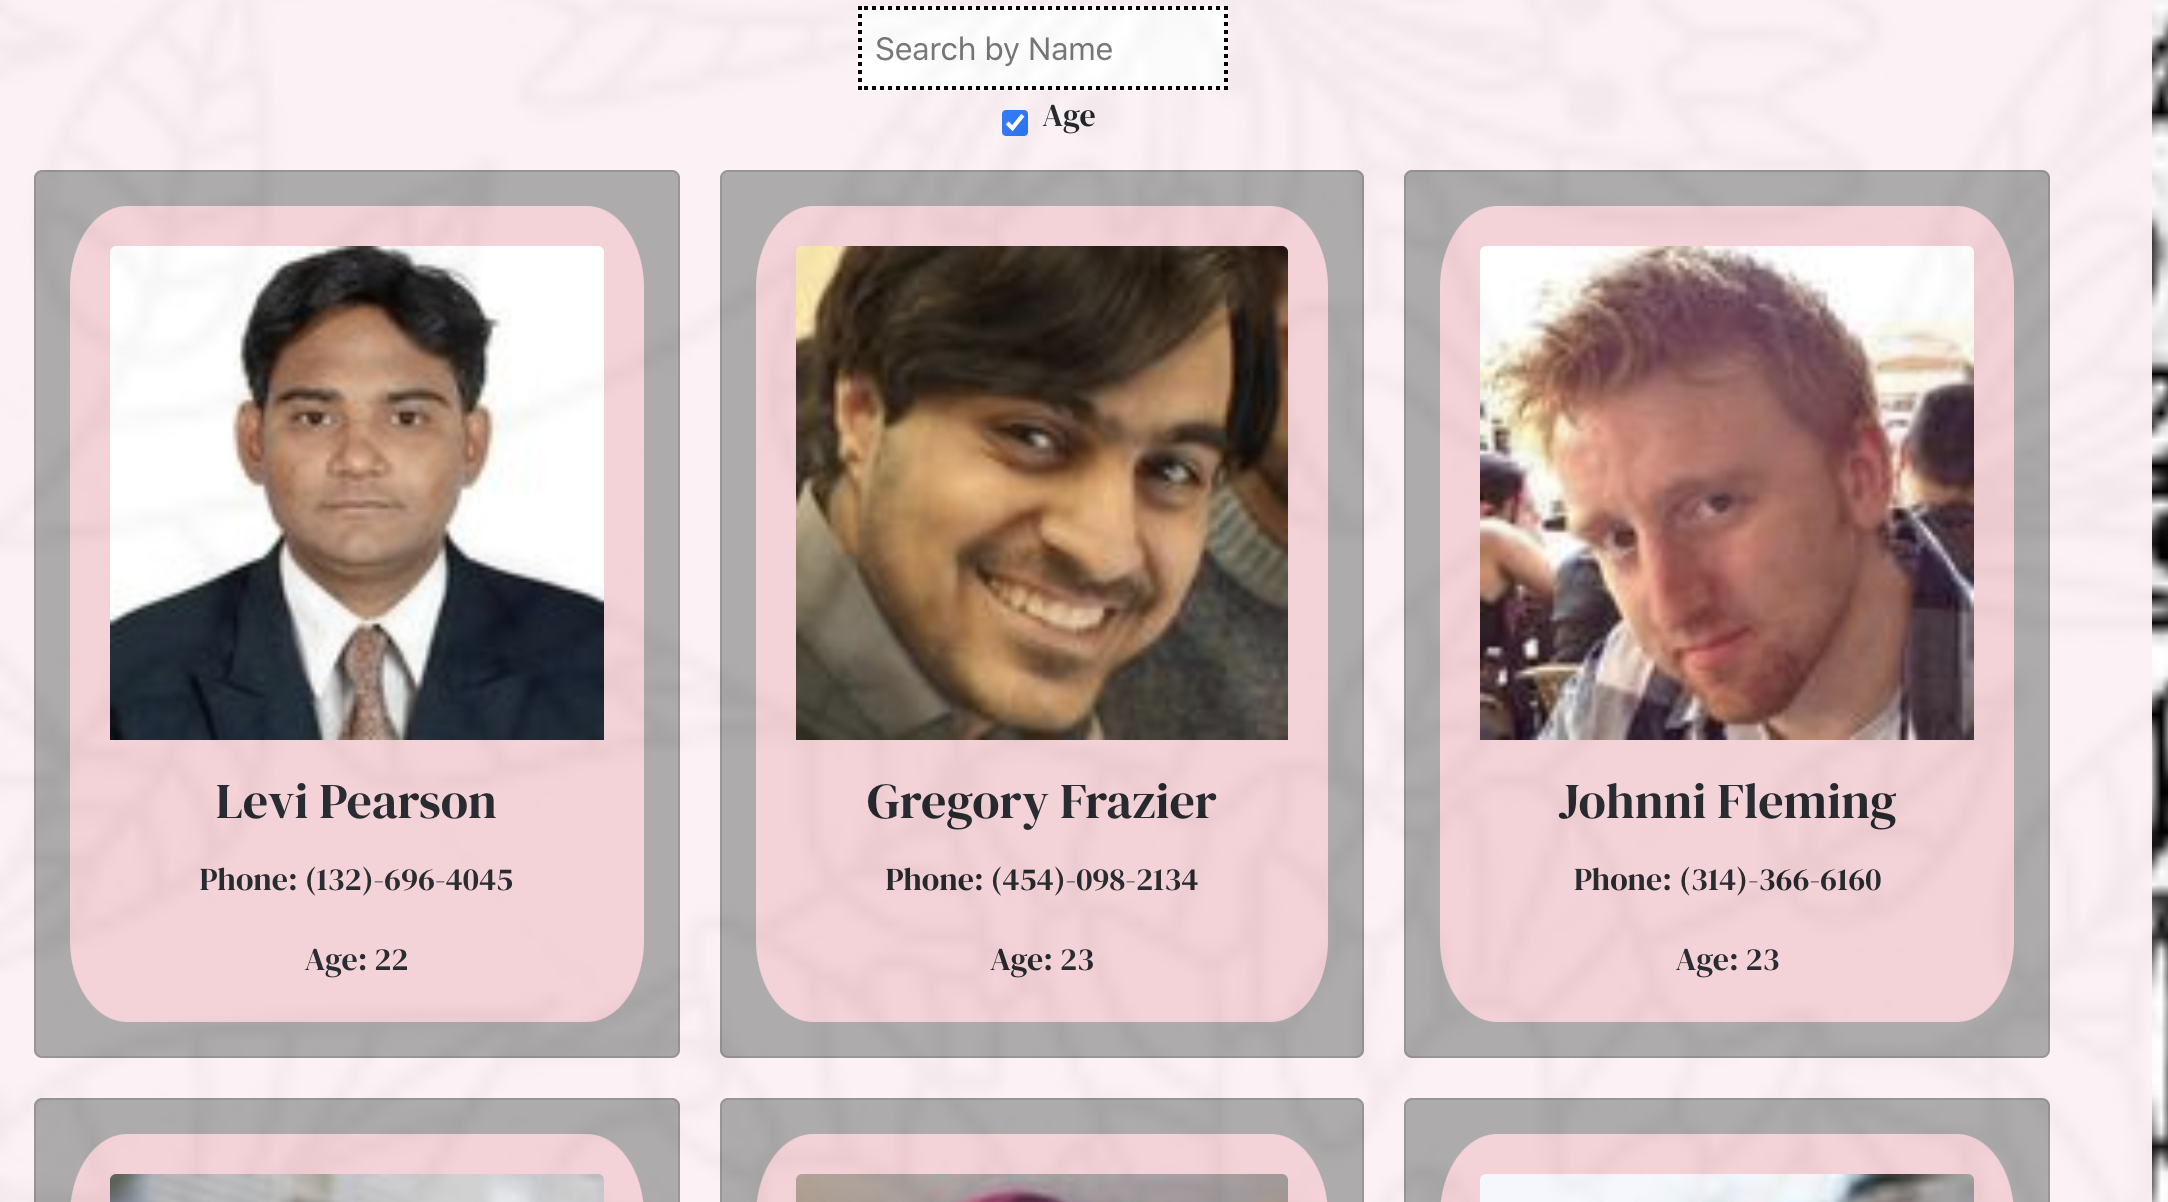 Search by Name
Age
Levi Pearson
Phone: (132)-696-4045
Age: 22
Gregory Frazier
Phone: (454)-098-2134
Age: 23
Johnni Fleming
Phone: (314)-366-6160
Age: 23